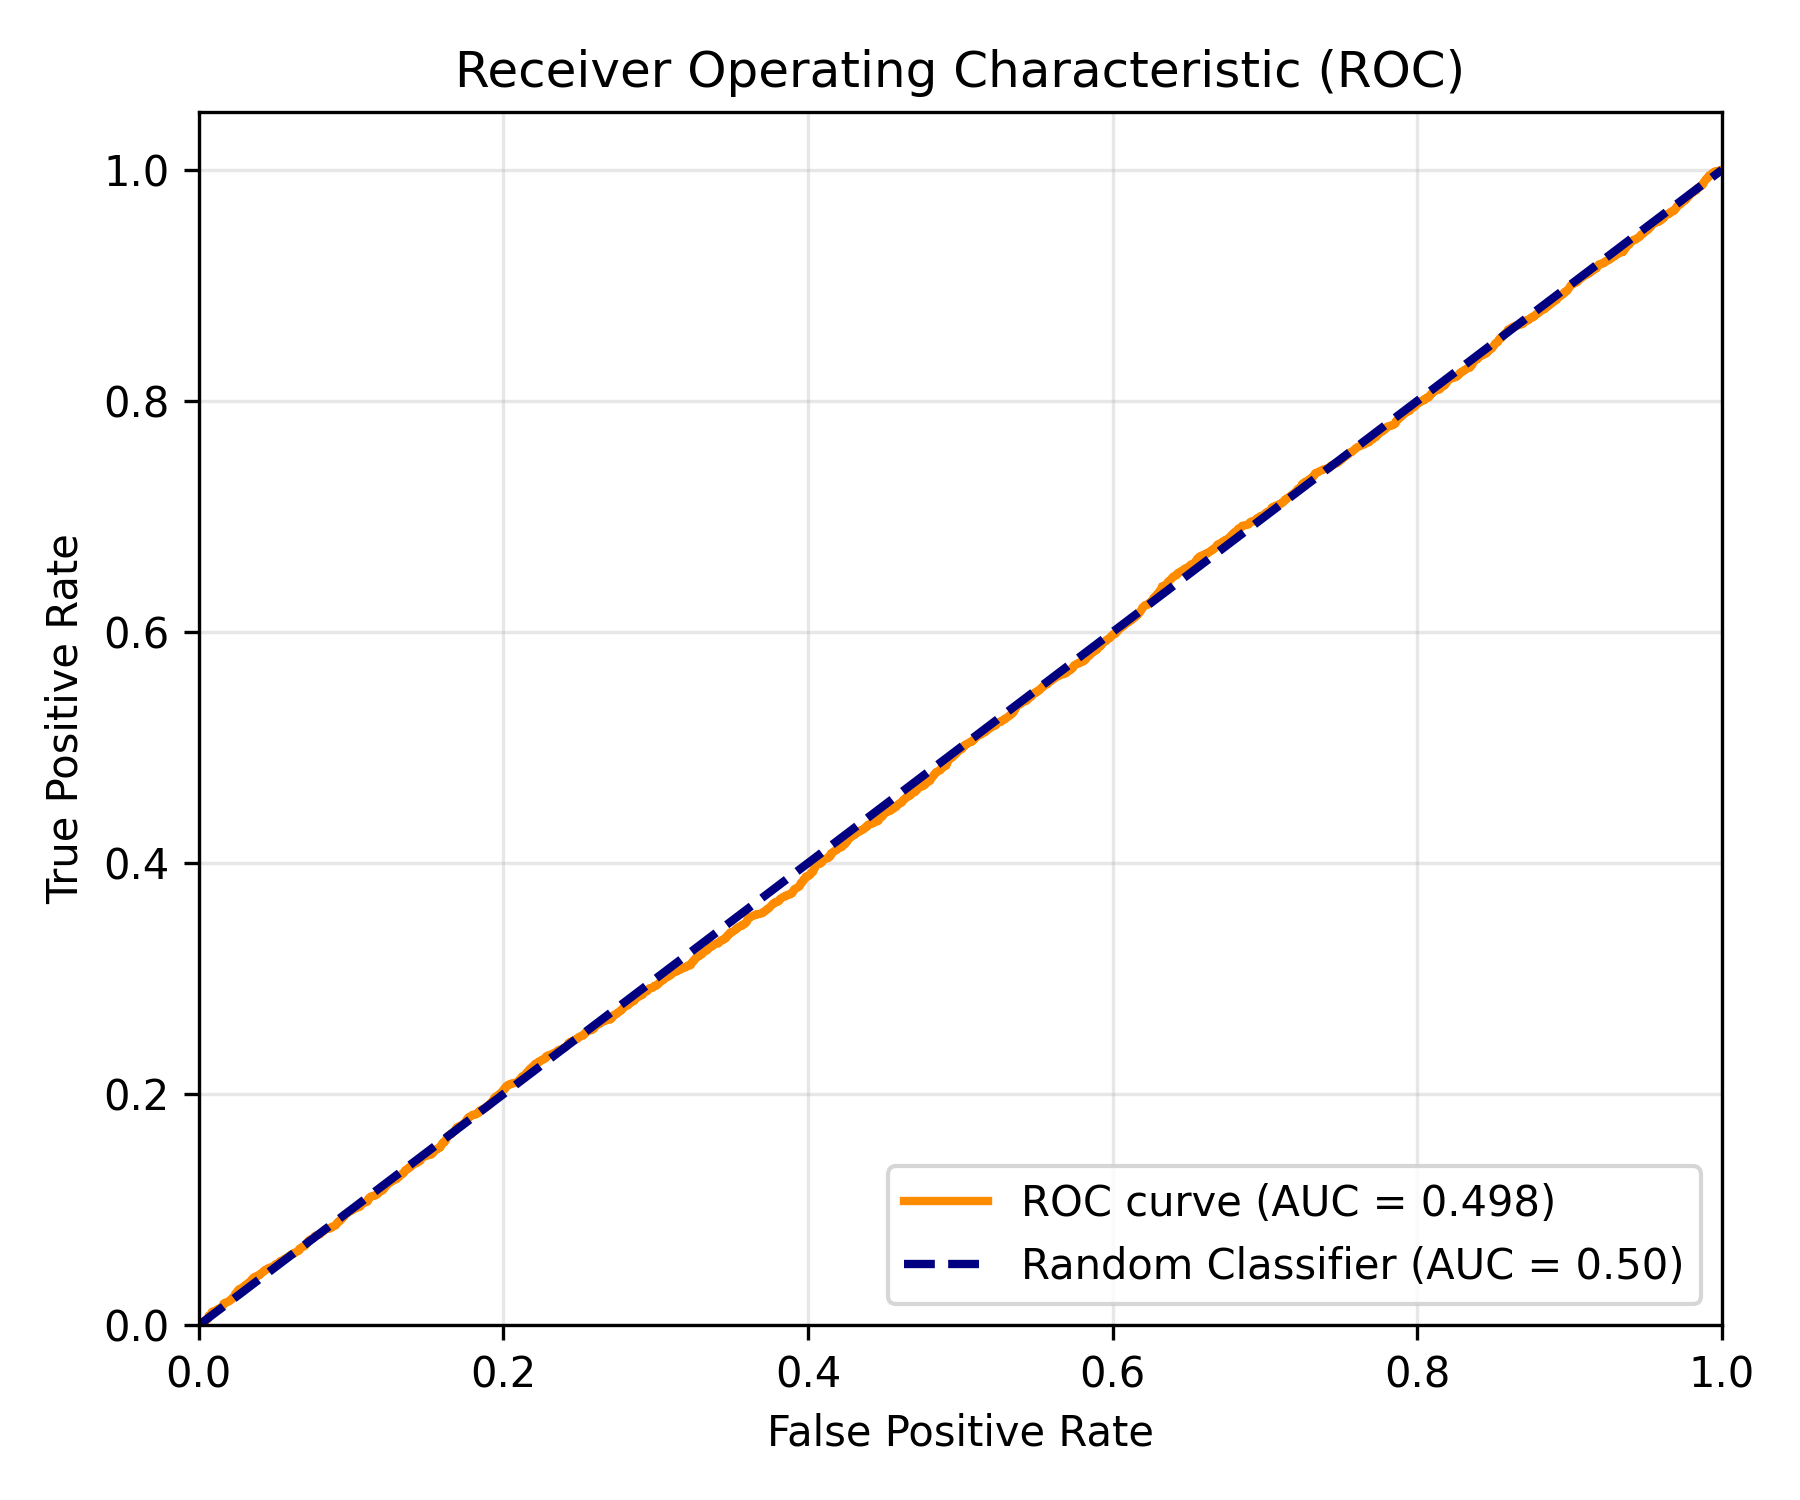 Receiver Operating Characteristic (ROC)
1.0
0.8
0.6
0.4
0.2
0.0
True Positive Rate
ROC curve (AUC = 0.498)
Random Classifier (AUC = 0.50)
0.0 0.2 0.4 0.6 0.8 1.0
False Positive Rate